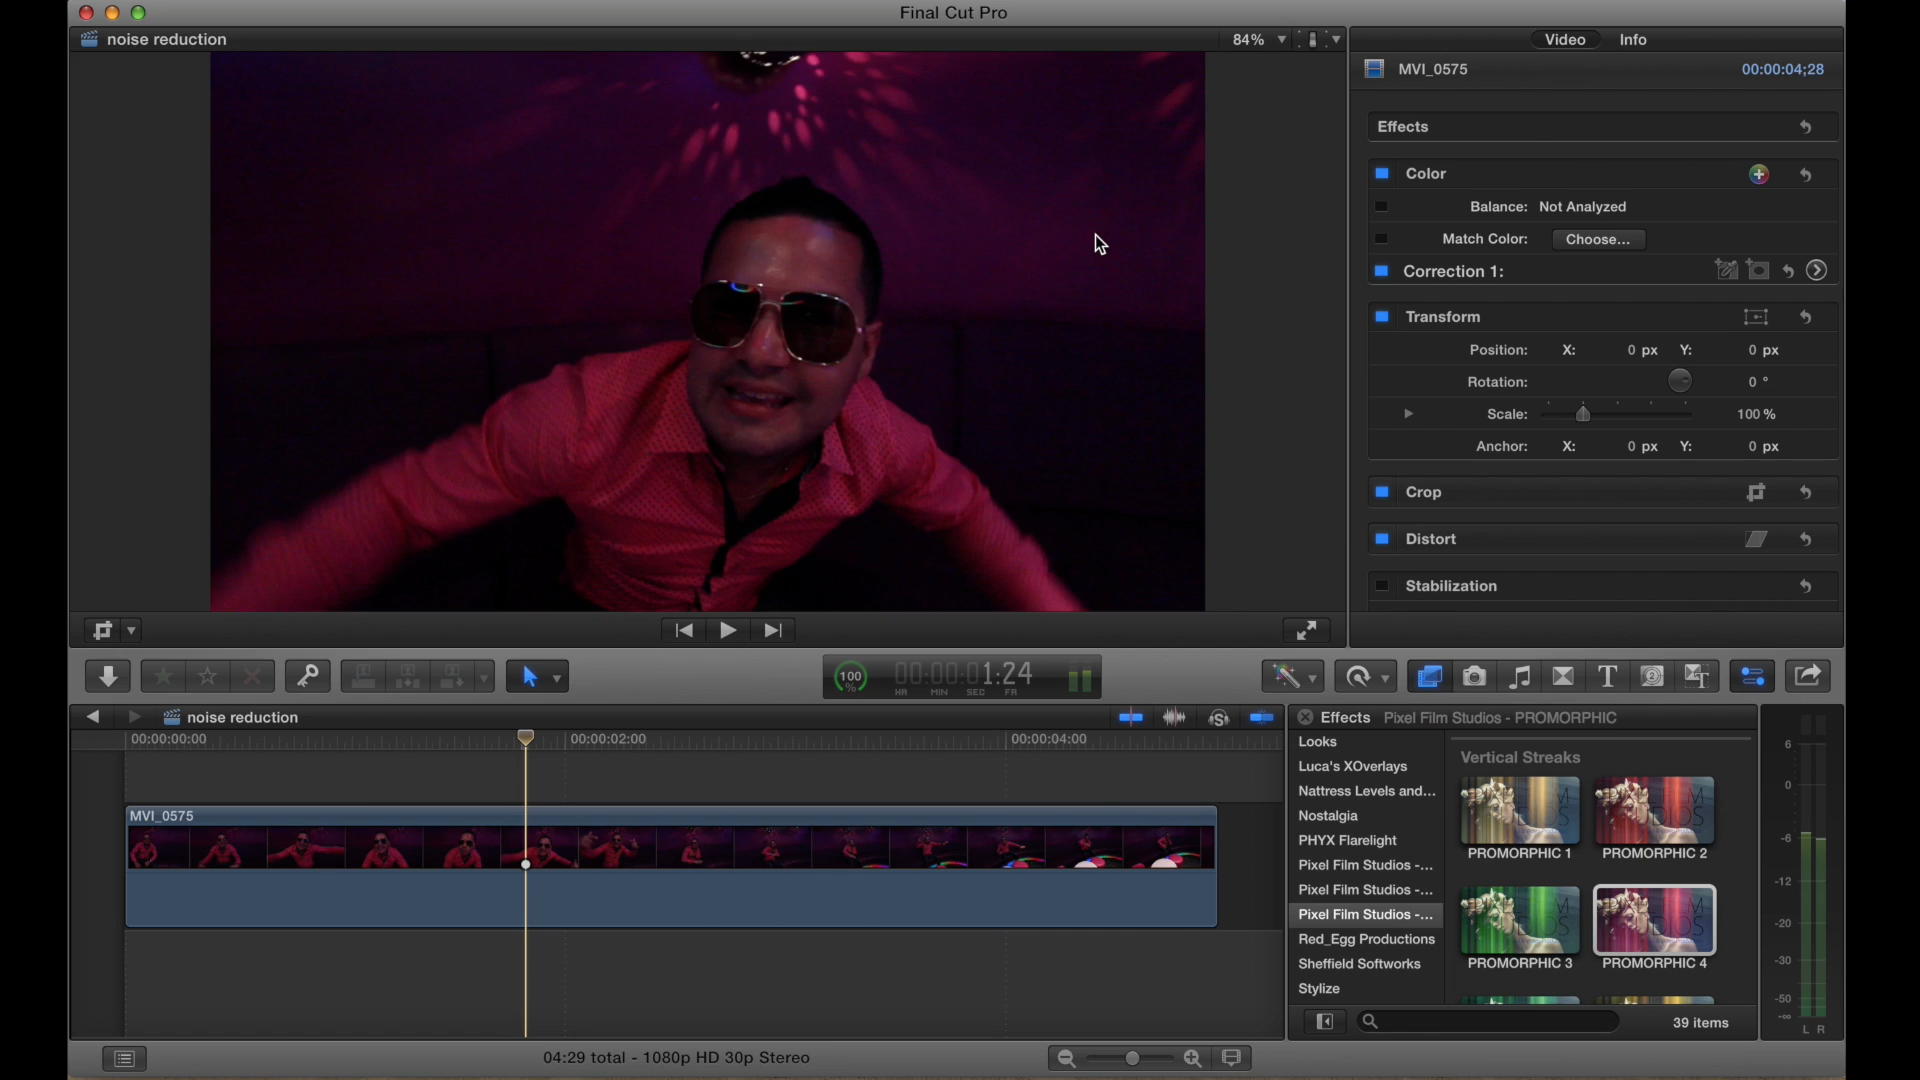 Final Cut Pro
noise reduction
84%
Video Info
MVI_0575 00:00:04;28
Effects
Color
Balance: Not Analyzed
Match Color: Choose...
Correction 1:
Transform
Position: X: 0 px Y: 0 px
Rotation: 0 °
Scale: 100 %
Anchor: X: 0 px Y: 0 px
Crop
Distort
Stabilization
100 %
00:00:01:24
HR MIN SEC FR
noise reduction
Effects Pixel Film Studios - PROMORPHIC
00:00:00:00 00:00:02:00 00:00:04:00
MVI_0575
Looks
Luca's XOverlays
Nattress Levels and...
Nostalgia
PHYX Flarelight
Pixel Film Studios -...
Pixel Film Studios -...
Pixel Film Studios -...
Red_Egg Productions
Sheffield Softworks
Stylize
Vertical Streaks
PROMORPHIC 1 PROMORPHIC 2
PROMORPHIC 3 PROMORPHIC 4
39 items
6
0
-6
-12
-20
-30
-50
-∞
L R
04:29 total - 1080p HD 30p Stereo